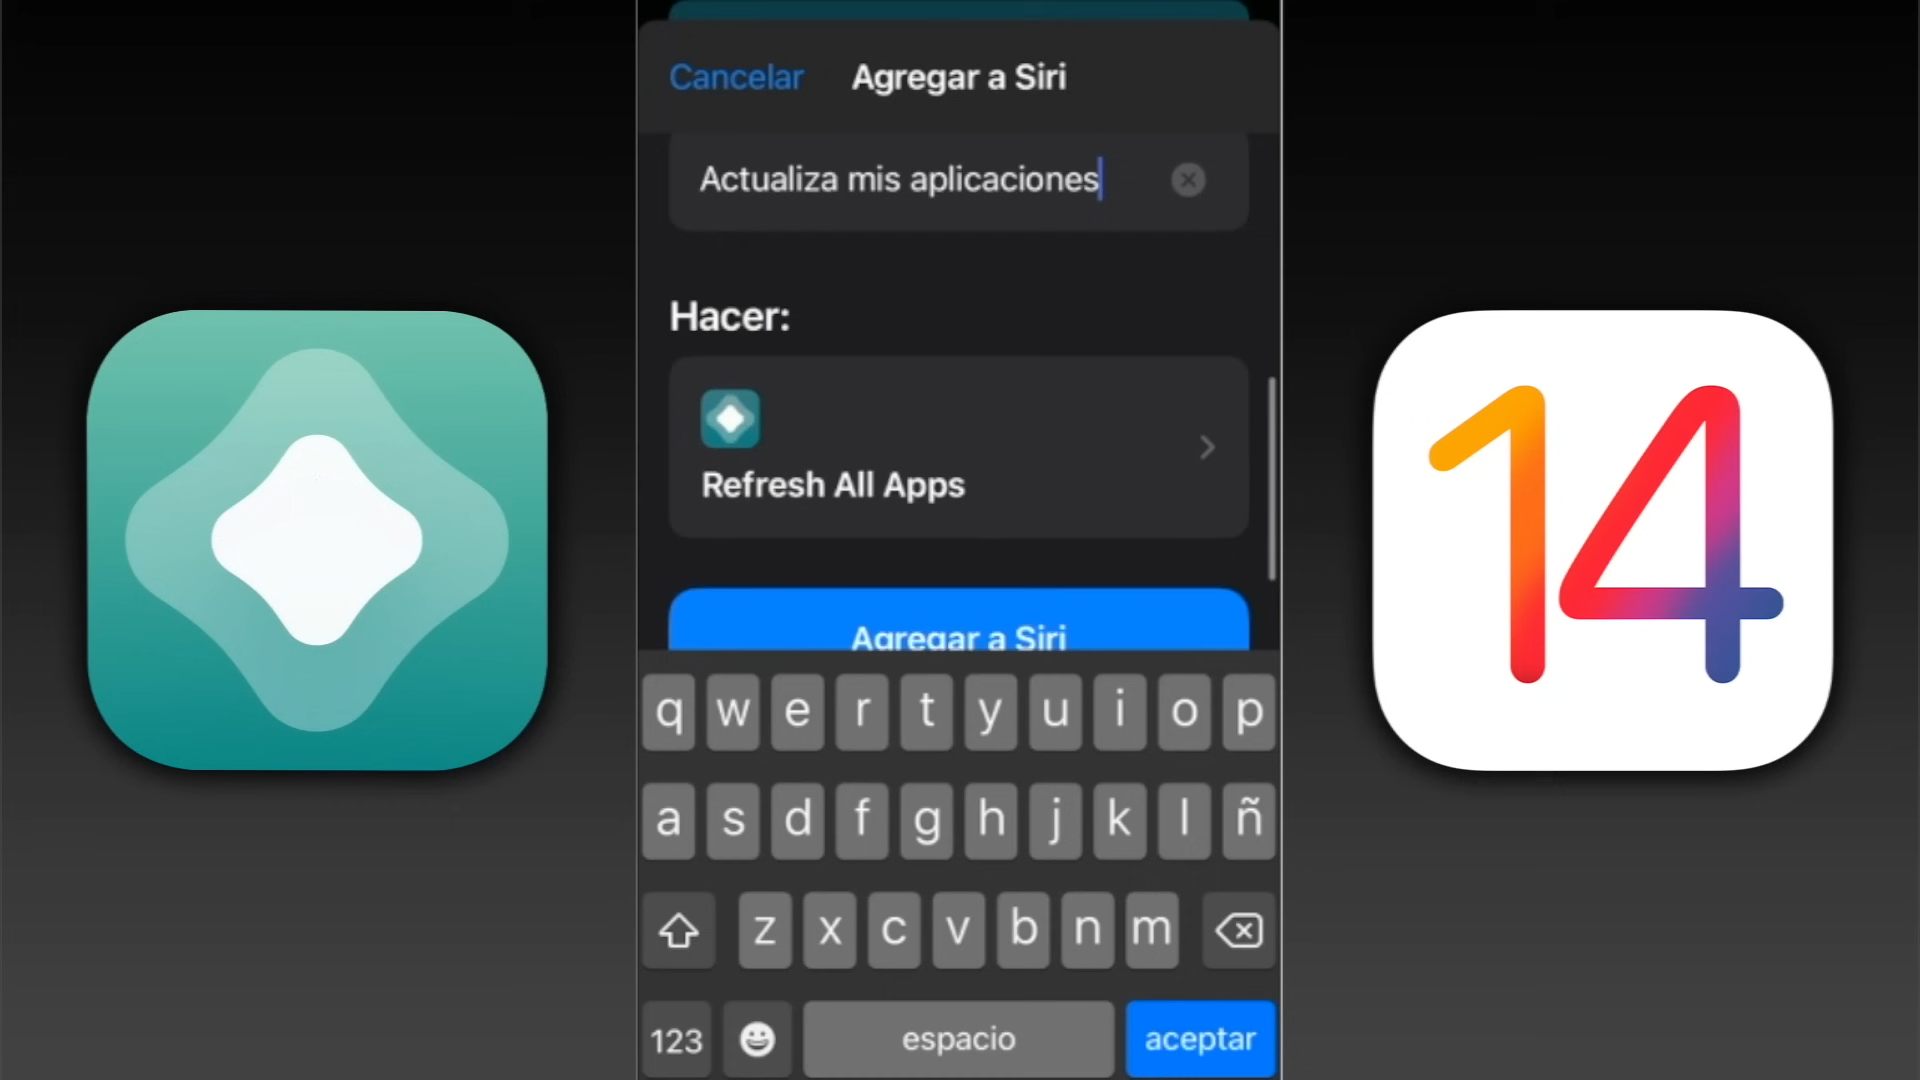 Cancelar Agregar a Siri
Actualiza mis aplicaciones
Hacer:
Refresh All Apps
Agregar a Siri
14
q w e r t y u i o p
a s d f g h j k l ñ
z x c v b n m
123 espacio aceptar